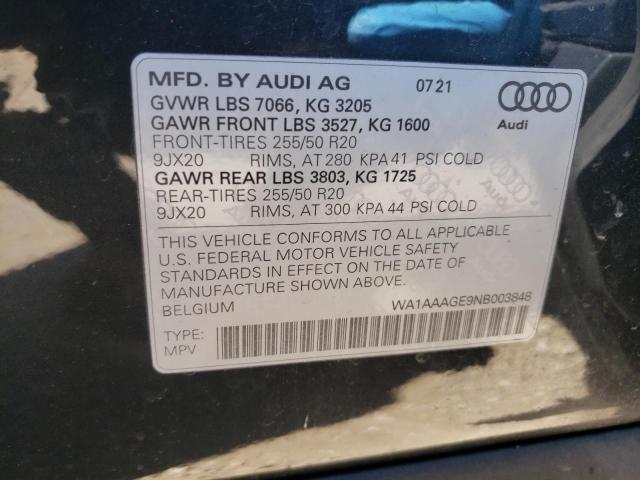 MFD. BY AUDI AG 07 21
GVWR LBS 7066, KG 3205
GAWR FRONT LBS 3527, KG 1600
FRONT-TIRES 255/50 R20
9JX20 RIMS, AT 280 KPA 41 PSI COLD
GAWR REAR LBS 3803, KG 1725
REAR-TIRES 255/50 R20
9JX20 RIMS, AT 300 KPA 44 PSI COLD
Audi
THIS VEHICLE CONFORMS TO ALL APPLICABLE
U.S. FEDERAL MOTOR VEHICLE SAFETY
STANDARDS IN EFFECT ON THE DATE OF
MANUFACTURE SHOWN ABOVE.
BELGIUM
WA1AAAGE9NB003848
TYPE:
MPV